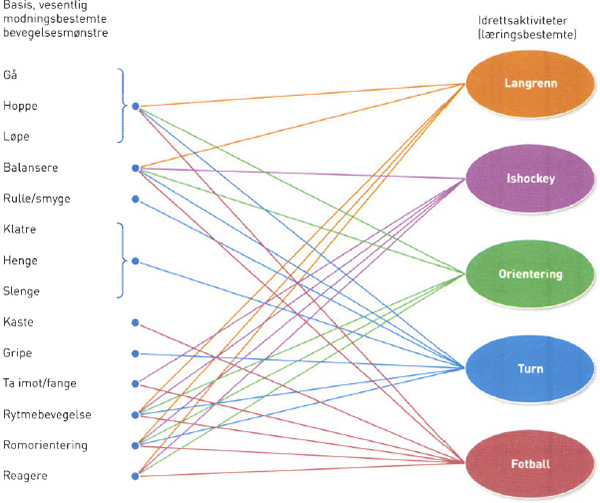 Basis, vesentlig
modningsbestemte
bevegelsesmønstre
Idrettsaktiviteter
(læringsbestemte)
Gå
Hoppe
Løpe
Balansere
Rulle/smyge
Klatre
Henge
Slenge
Kaste
Gripe
Ta imot/fange
Rytmebevegelse
Romorientering
Reagere
Langrenn
Ishockey
Orientering
Turn
Fotball